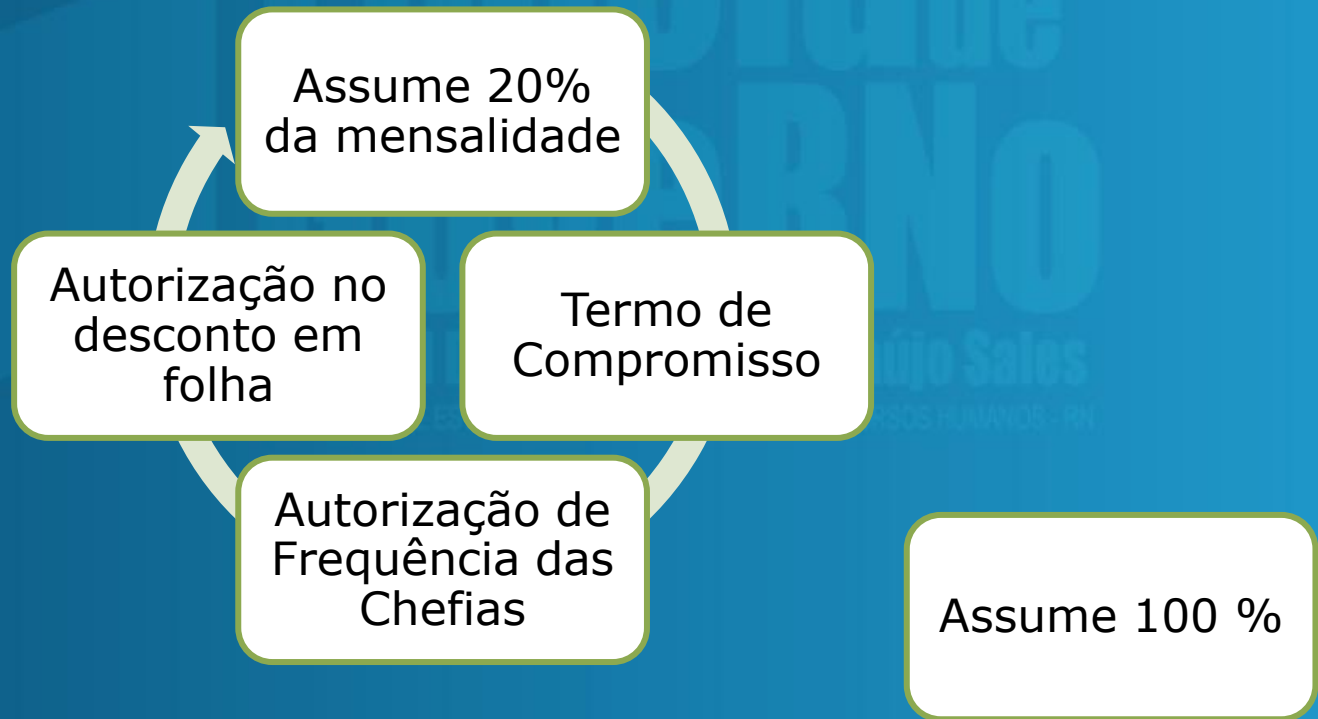 Assume 20%
da mensalidade
Autorização no
desconto em
folha
Termo de
Compromisso
Autorização de
Frequência das
Chefias
Assume 100 %